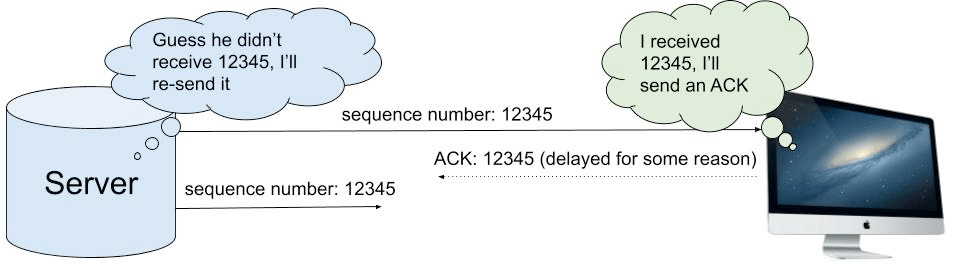 Guess he didn't
receive 12345, I'll
re-send it
I received
12345, I'll
send an ACK
sequence number: 12345
ACK: 12345 (delayed for some reason)
Server
sequence number: 12345